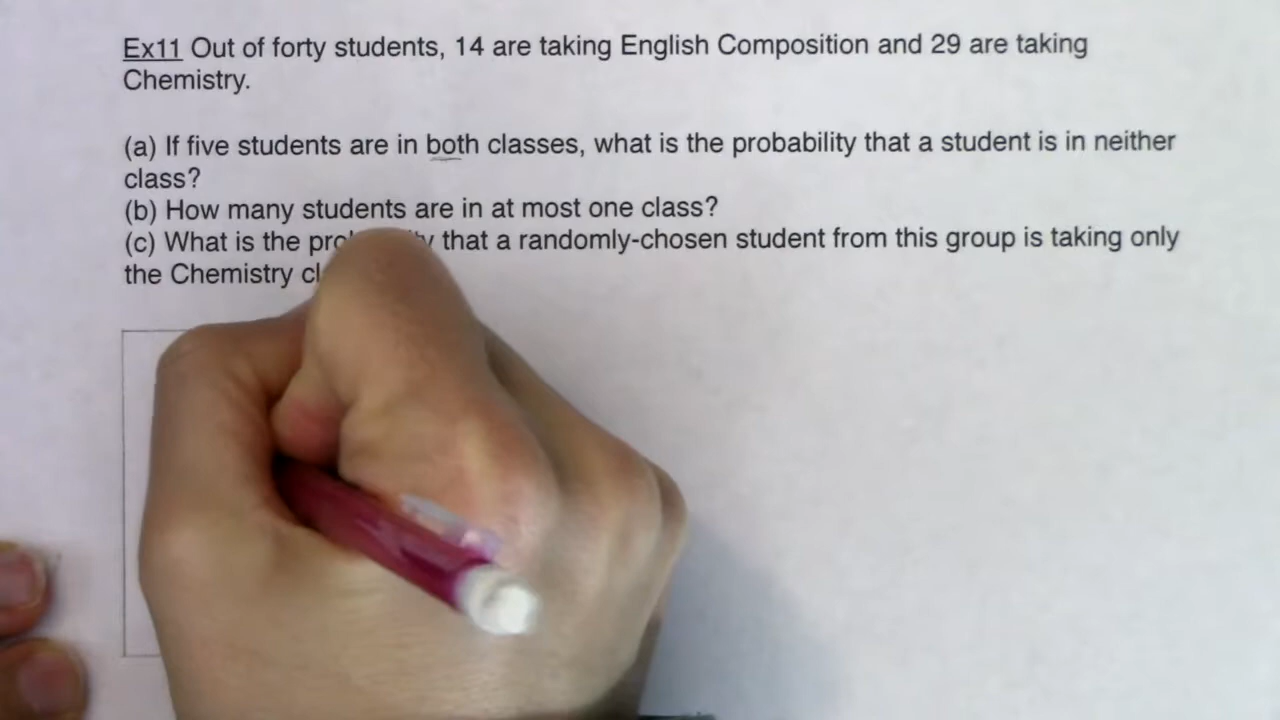 Ex11 Out of forty students, 14 are taking English Composition and 29 are taking
Chemistry.
(a) If five students are in both classes, what is the probability that a student is in neither
class?
(b) How many students are in at most one class?
(c) What is the that a randomly-chosen student from this group is taking only
the Chemistry